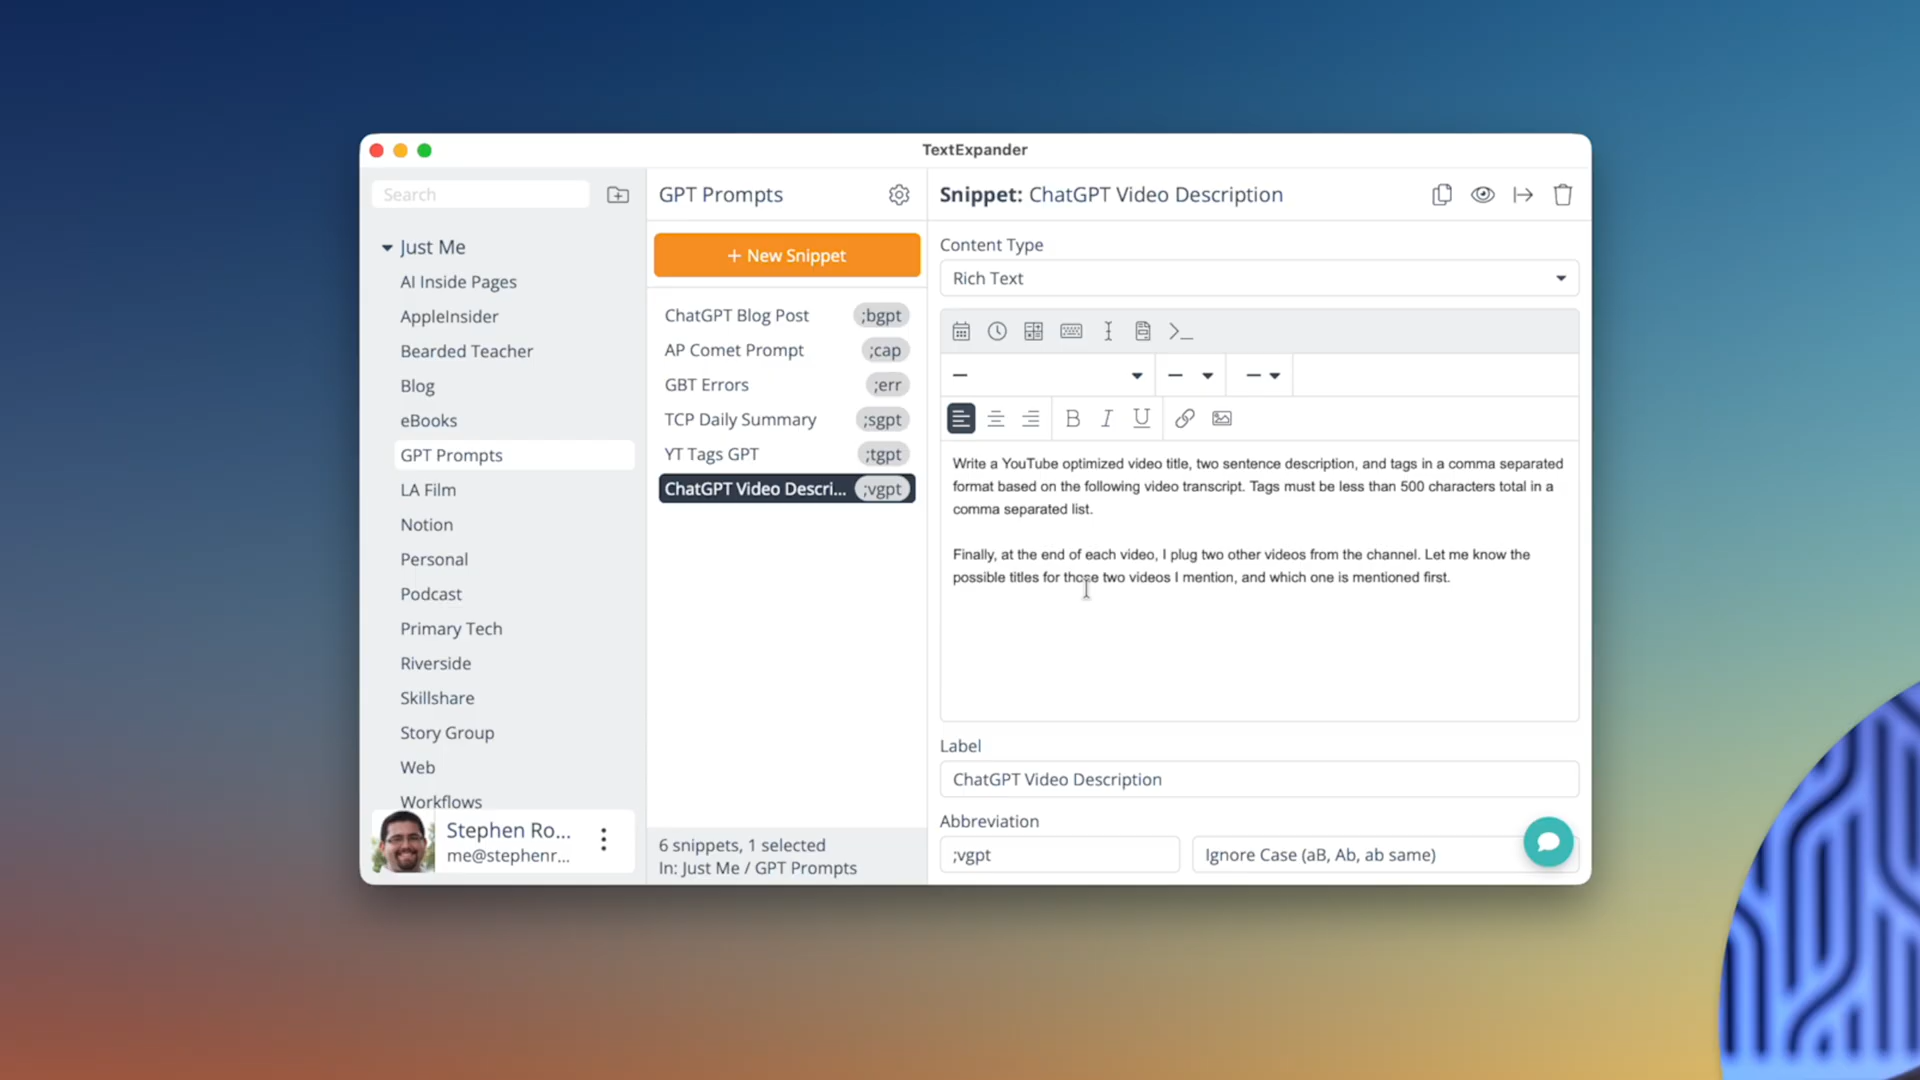 TextExpander
Search
Just Me
AI Inside Pages
AppleInsider
Bearded Teacher
Blog
eBooks
GPT Prompts
LA Film
Notion
Personal
Podcast
Primary Tech
Riverside
Skillshare
Story Group
Web
Workflows
Stephen Ro...
me@stephenr...
GPT Prompts
+ New Snippet
ChatGPT Blog Post ;bgpt
AP Comet Prompt ;cap
GBT Errors ;err
TCP Daily Summary ;sgpt
YT Tags GPT ;tgpt
ChatGPT Video Descri... ;vgpt
6 snippets, 1 selected
In: Just Me / GPT Prompts
Snippet: ChatGPT Video Description
Content Type
Rich Text
B I U
Write a YouTube optimized video title, two sentence description, and tags in a comma separated
format based on the following video transcript. Tags must be less than 500 characters total in a
comma separated list.
Finally, at the end of each video, I plug two other videos from the channel. Let me know the
possible titles for those two videos I mention, and which one is mentioned first.
Label
ChatGPT Video Description
Abbreviation
;vgpt
Ignore Case (aB, Ab, ab same)